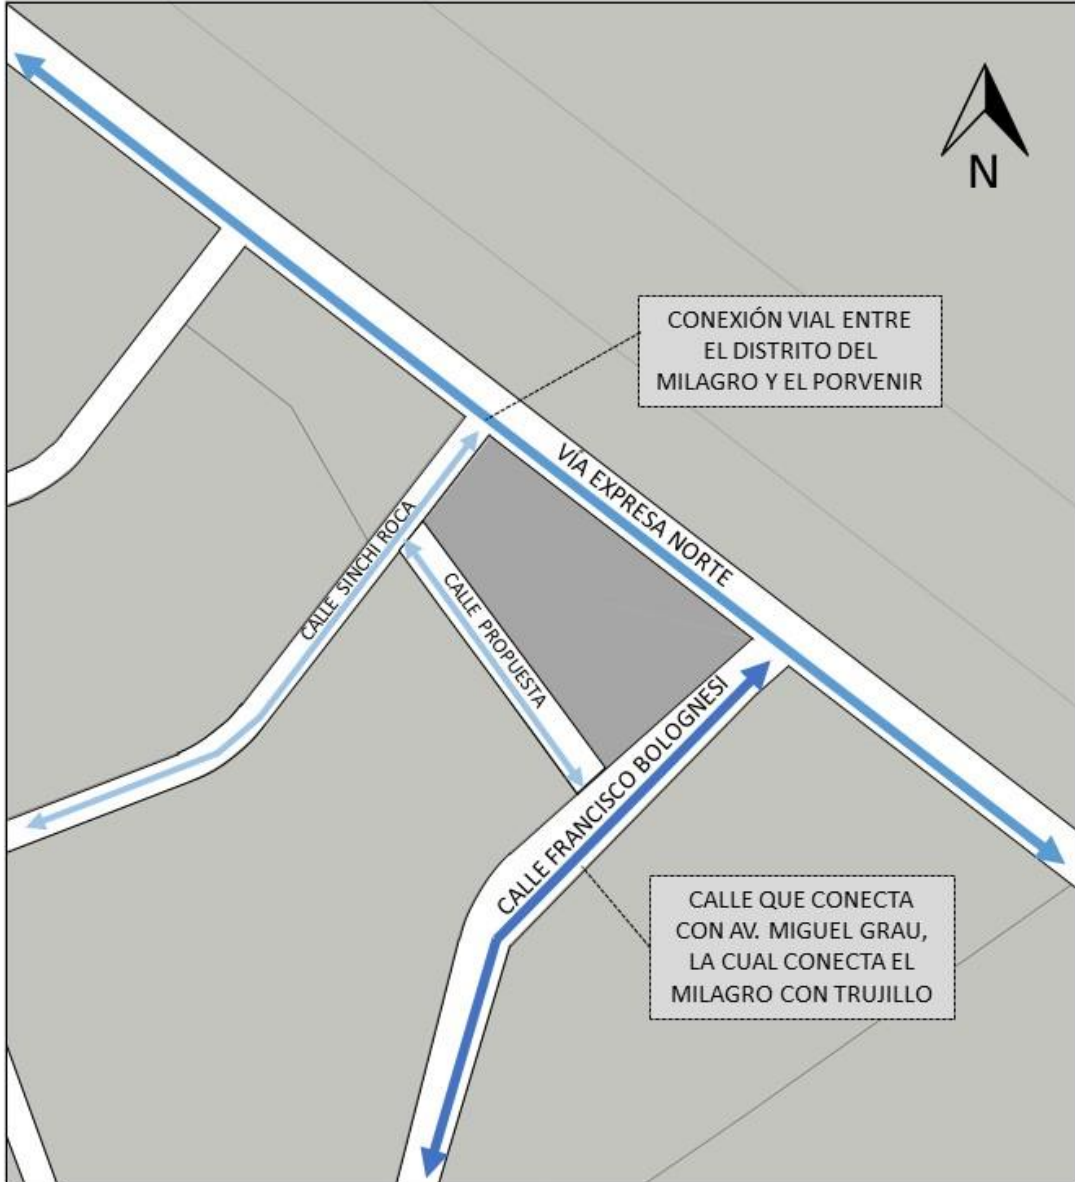 N
CONEXIÓN VIAL ENTRE
EL DISTRITO DEL
MILAGRO Y EL PORVENIR
VÍA EXPRESA NORTE
CALLE SINCHI ROCA
CALLE PROPUESTA
CALLE FRANCISCO BOLOGNESI
CALLE QUE CONECTA
CON AV. MIGUEL GRAU,
LA CUAL CONECTA EL
MILAGRO CON TRUJILLO